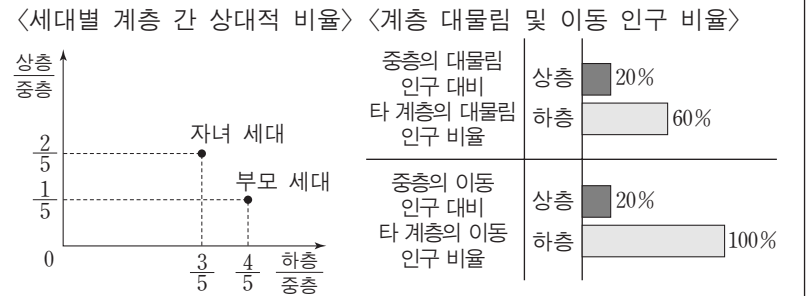 〈세대별 계층 간 상대적 비율〉
상층
중층
2
5
1
5
0
자녀 세대
부모 세대
3
5
4
5
하층
중층
〈계층 대물림 및 이동 인구 비율〉
중층의 대물림
인구 대비
타 계층의 대물림
인구 비율
상층
20%
하층
60%
중층의 이동
인구 대비
타 계층의 이동
인구 비율
상층
20%
하층
100%